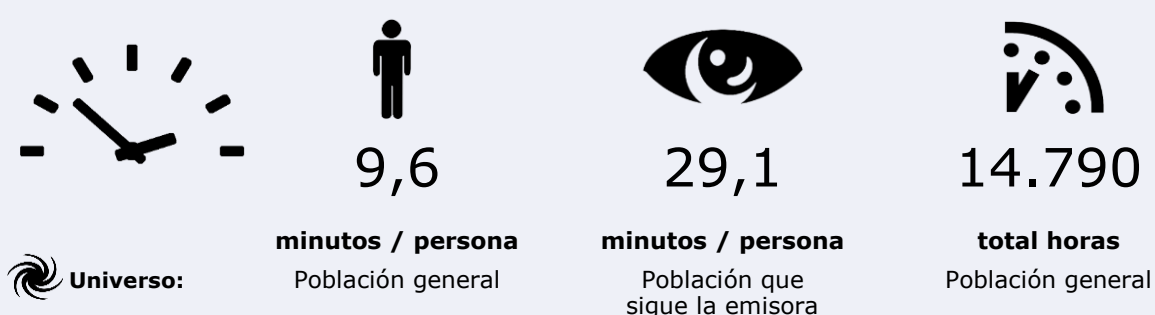 9,6
29,1
14.790
minutos / persona
minutos / persona
total horas
Universo:
Población general
Población que
sigue la emisora
Población general